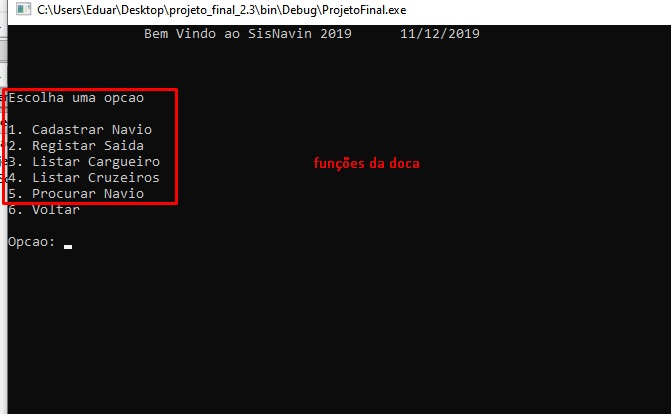 C:\Users\Eduar\Desktop\projeto_final_2.3\bin\Debug\ProjetoFinal.exe
Bem Vindo ao SisNavin 2019 11/12/2019
Escolha uma opcao
1. Cadastrar Navio
2. Registar Saida
3. Listar Cargueiro
funções da doca
4. Listar Cruzeiros
5. Procurar Navio
6. Voltar
Opcao: